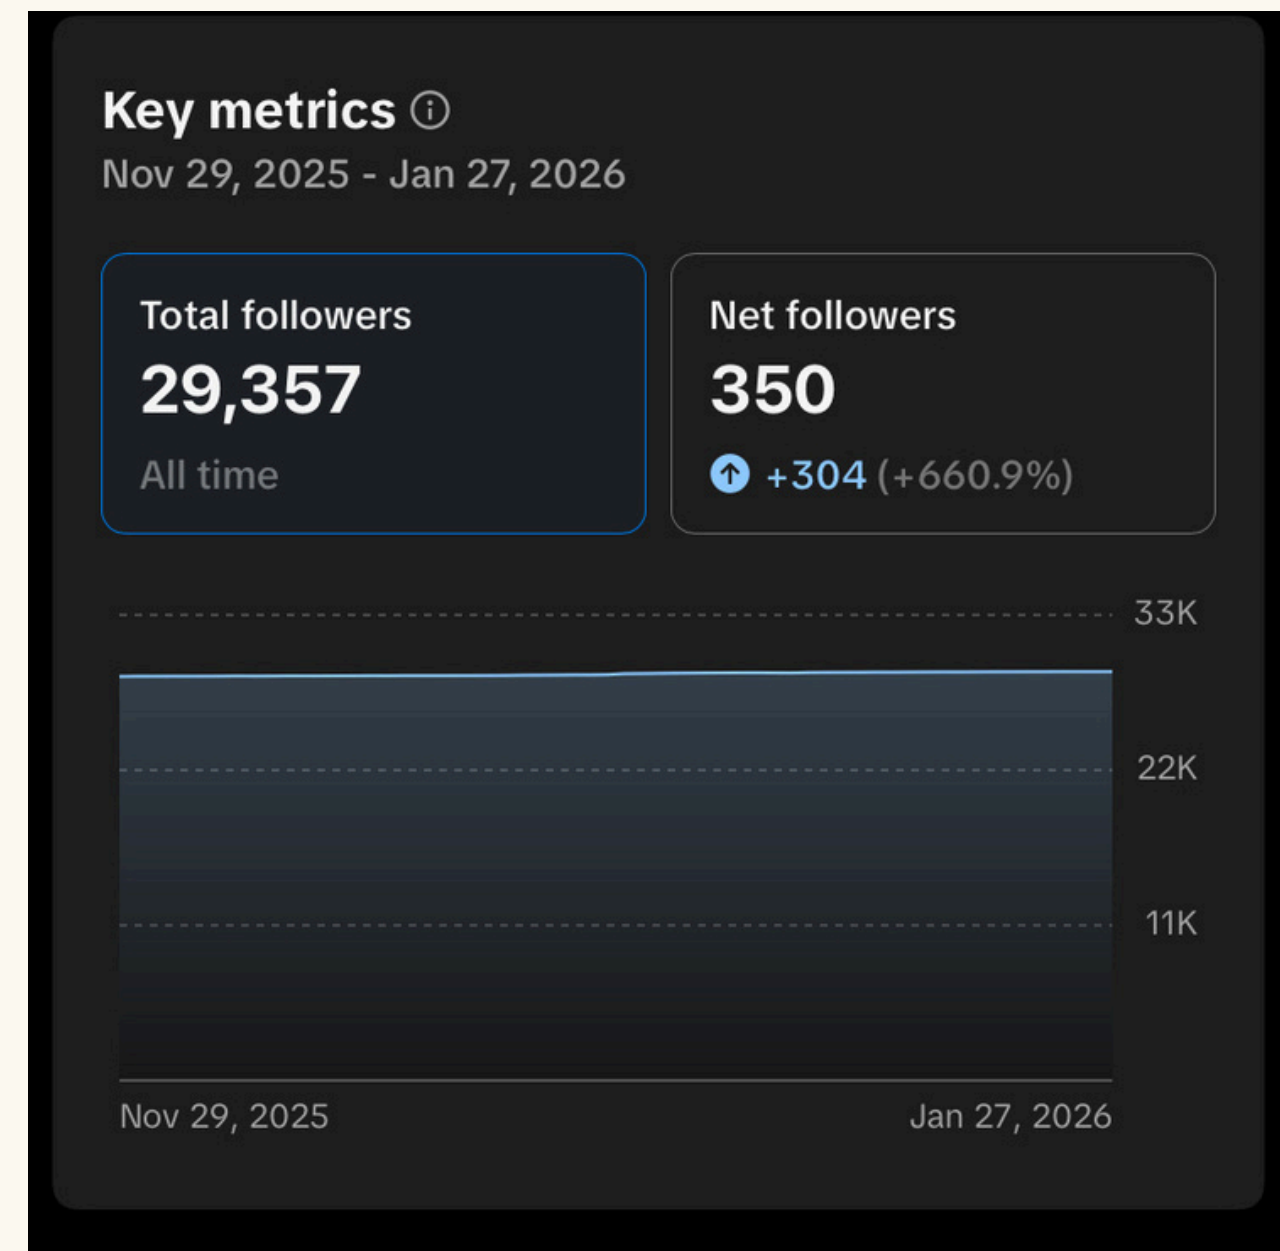 Key metrics
Nov 29, 2025 - Jan 27, 2026
Total followers
29,357
All time
Net followers
350
+304 (+660.9%)
33K
22K
11K
Nov 29, 2025
Jan 27, 2026